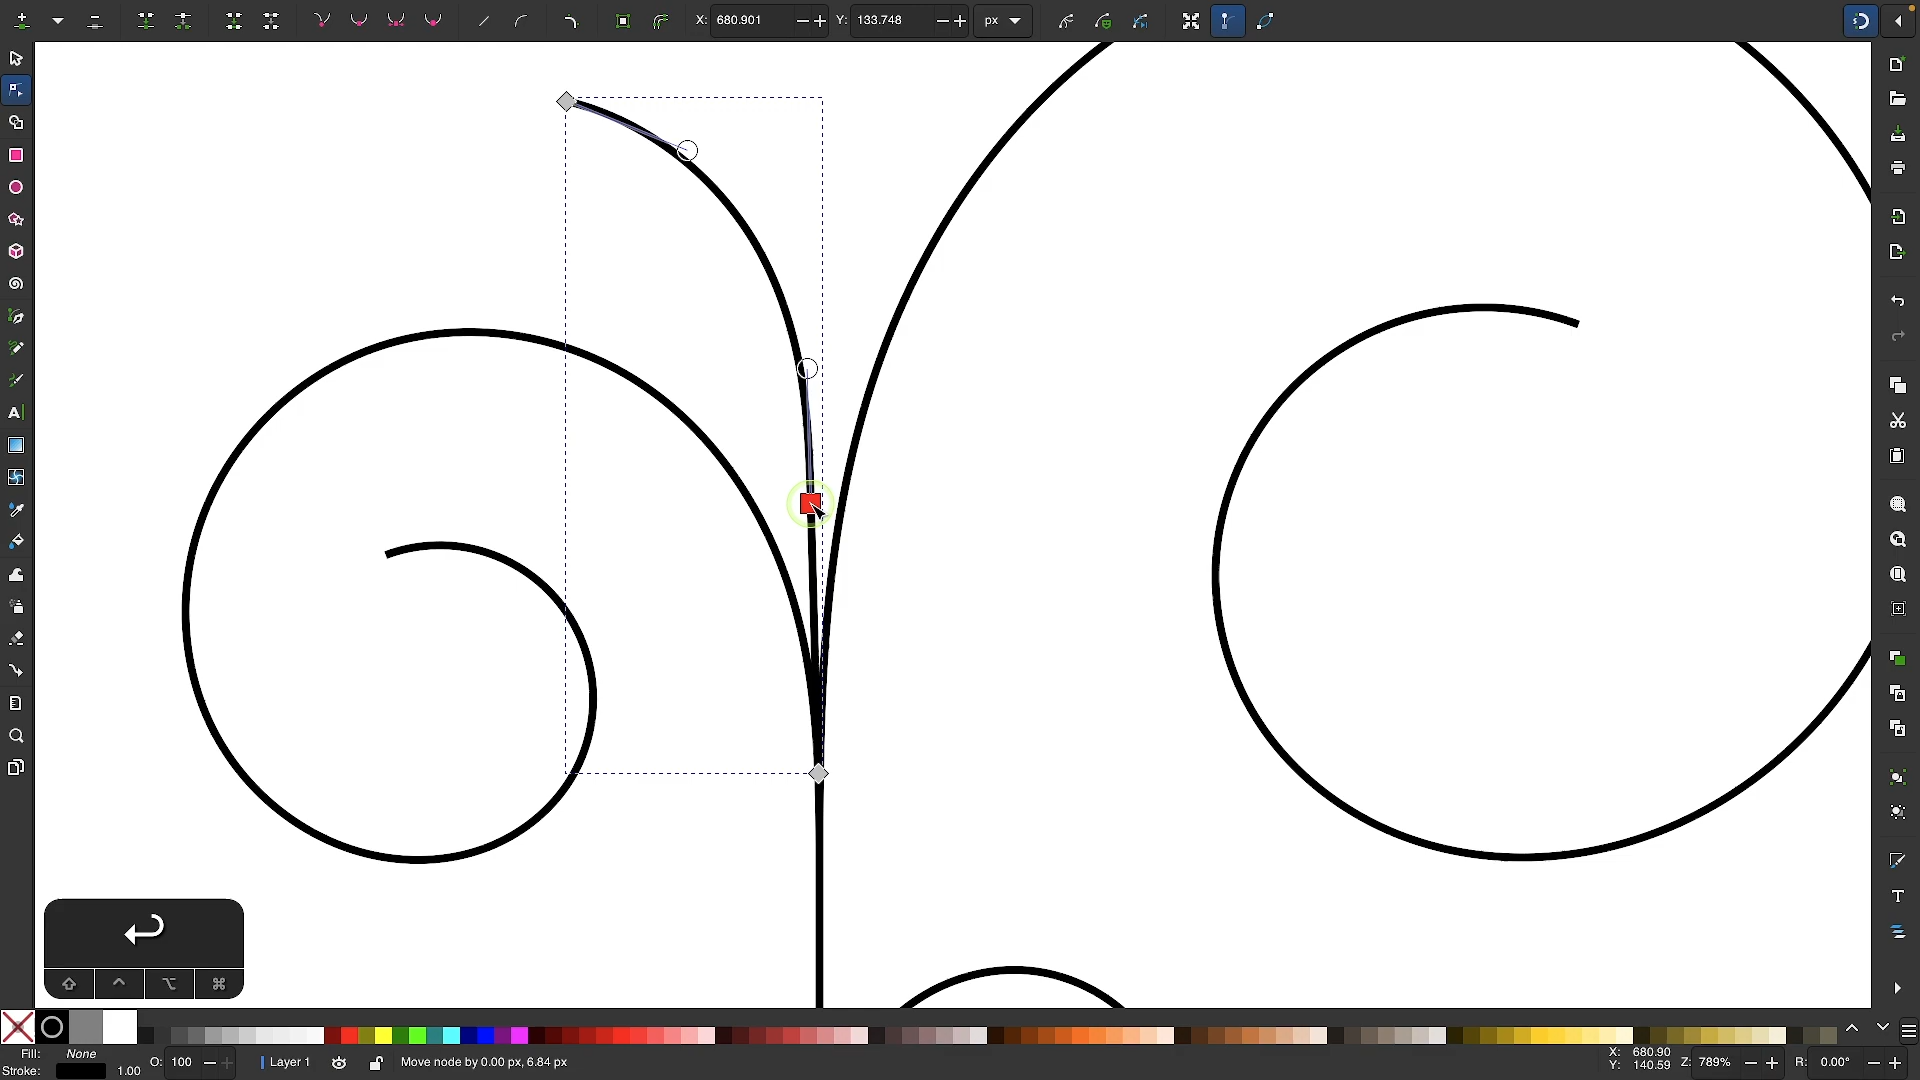 X: 680.901
Y: 133.748
px
A
T
Fill: None
Stroke: 1.00
O: 100
Layer 1
Move node by 0.00 px, 6.84 px
X: 680.90
Y: 140.59
Z: 789%
R: 0.00°